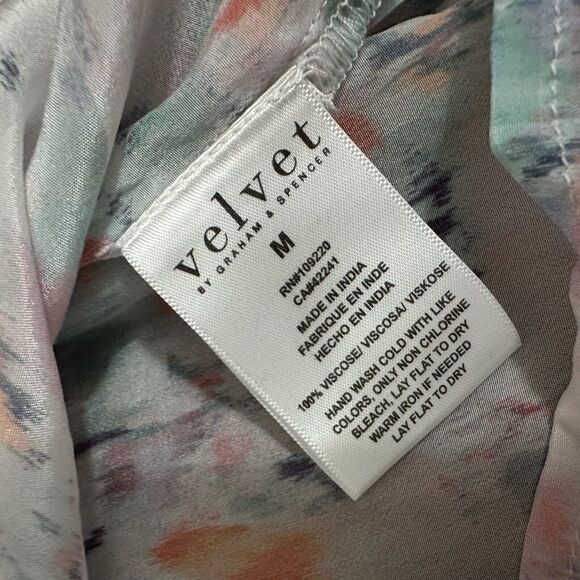 velvet
BY GRAHAM & SPENCER
M
RN#109220
CA#42241
MADE IN INDIA
FABRIQUE EN INDE
HECHO EN INDIA
100% VISCOSE/ VISCOSA/ VISKOSE
HAND WASH COLD WITH LIKE
COLORS, ONLY NON CHLORINE
BLEACH, LAY FLAT TO DRY
WARM IRON IF NEEDED
LAY FLAT TO DRY